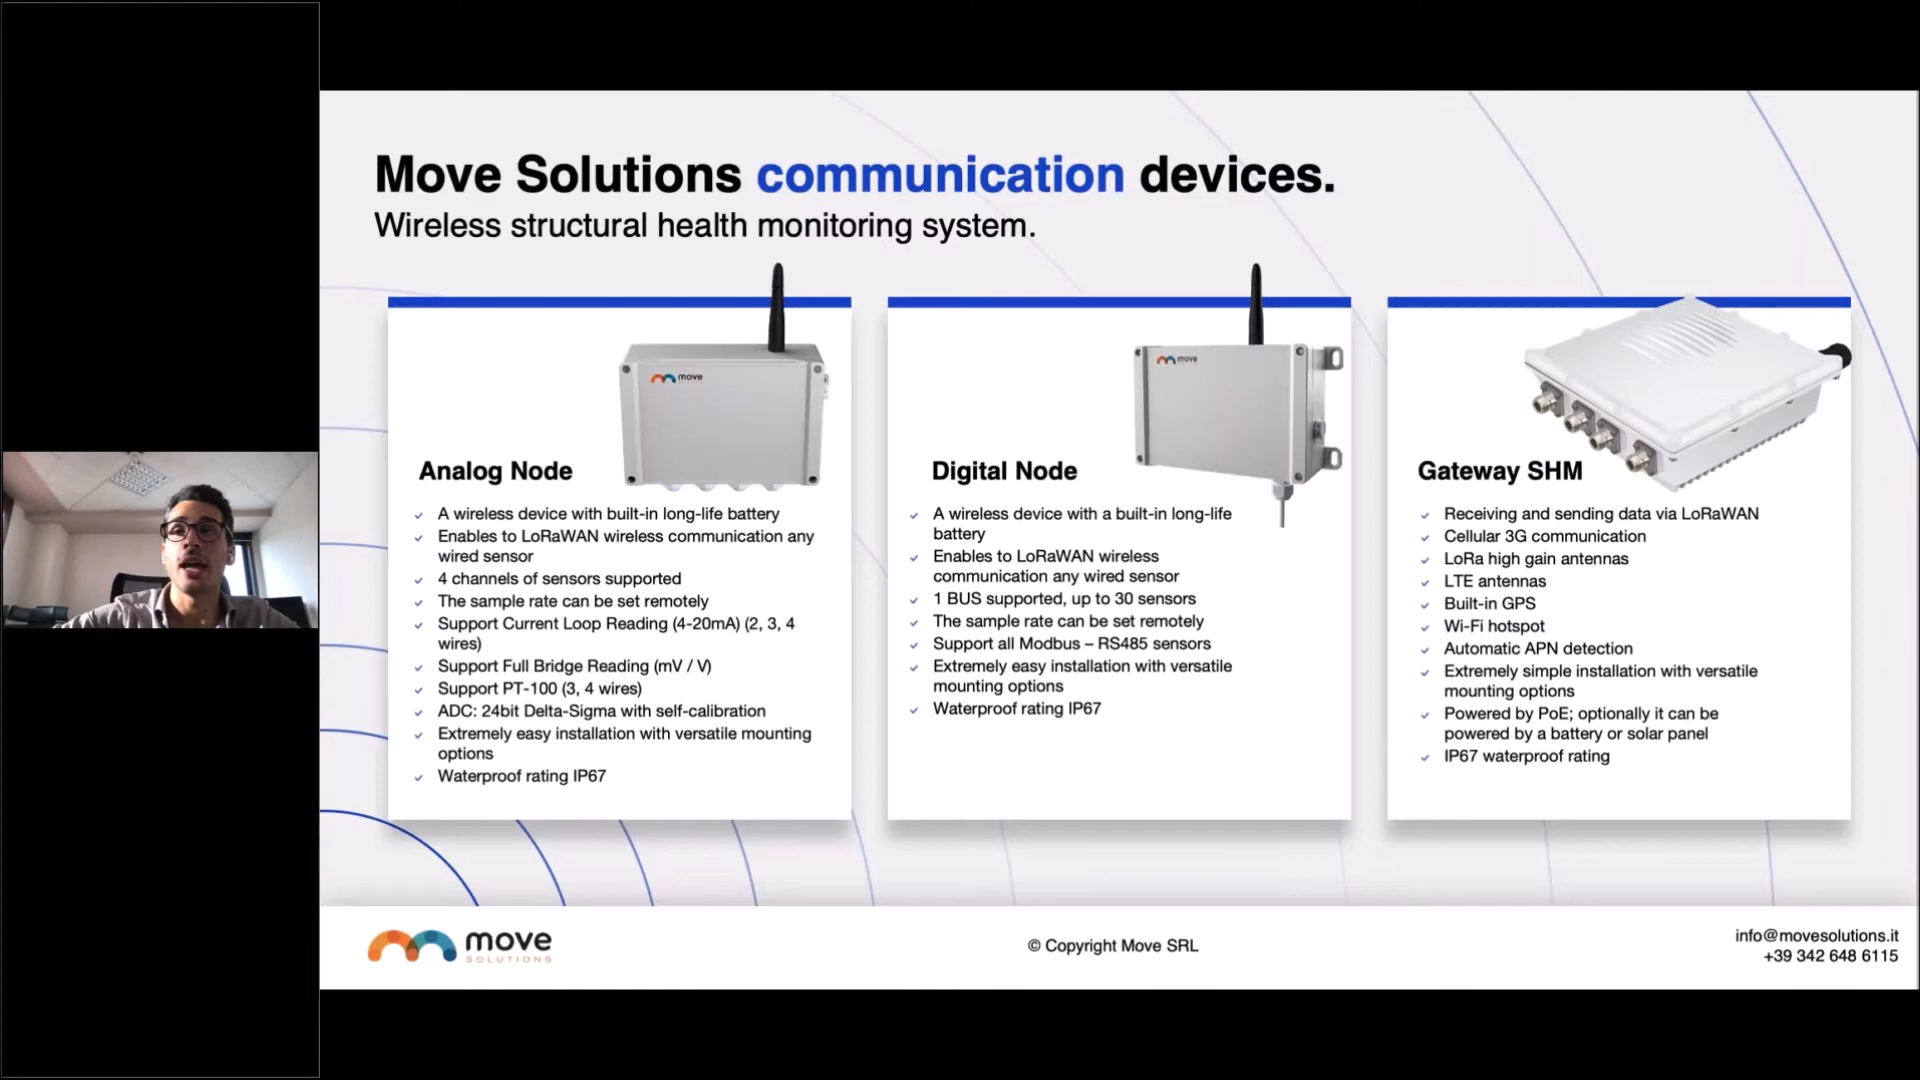 Move Solutions communication devices.
Wireless structural health monitoring system.
move
Analog Node
A wireless device with built-in long-life battery
Enables to LoRaWAN wireless communication any
wired sensor
4 channels of sensors supported
The sample rate can be set remotely
Support Current Loop Reading (4-20mA) (2, 3, 4
wires)
Support Full Bridge Reading (mV / V)
Support PT-100 (3, 4 wires)
ADC: 24bit Delta-Sigma with self-calibration
Extremely easy installation with versatile mounting
options
Waterproof rating IP67
move
Digital Node
A wireless device with a built-in long-life
battery
Enables to LoRaWAN wireless
communication any wired sensor
1 BUS supported, up to 30 sensors
The sample rate can be set remotely
Support all Modbus – RS485 sensors
Extremely easy installation with versatile
mounting options
Waterproof rating IP67
Gateway SHM
Receiving and sending data via LoRaWAN
Cellular 3G communication
LoRa high gain antennas
LTE antennas
Built-in GPS
Wi-Fi hotspot
Automatic APN detection
Extremely simple installation with versatile
mounting options
Powered by PoE; optionally it can be
powered by a battery or solar panel
IP67 waterproof rating
move
SOLUTIONS
© Copyright Move SRL
info@movesolutions.it
+39 342 648 6115